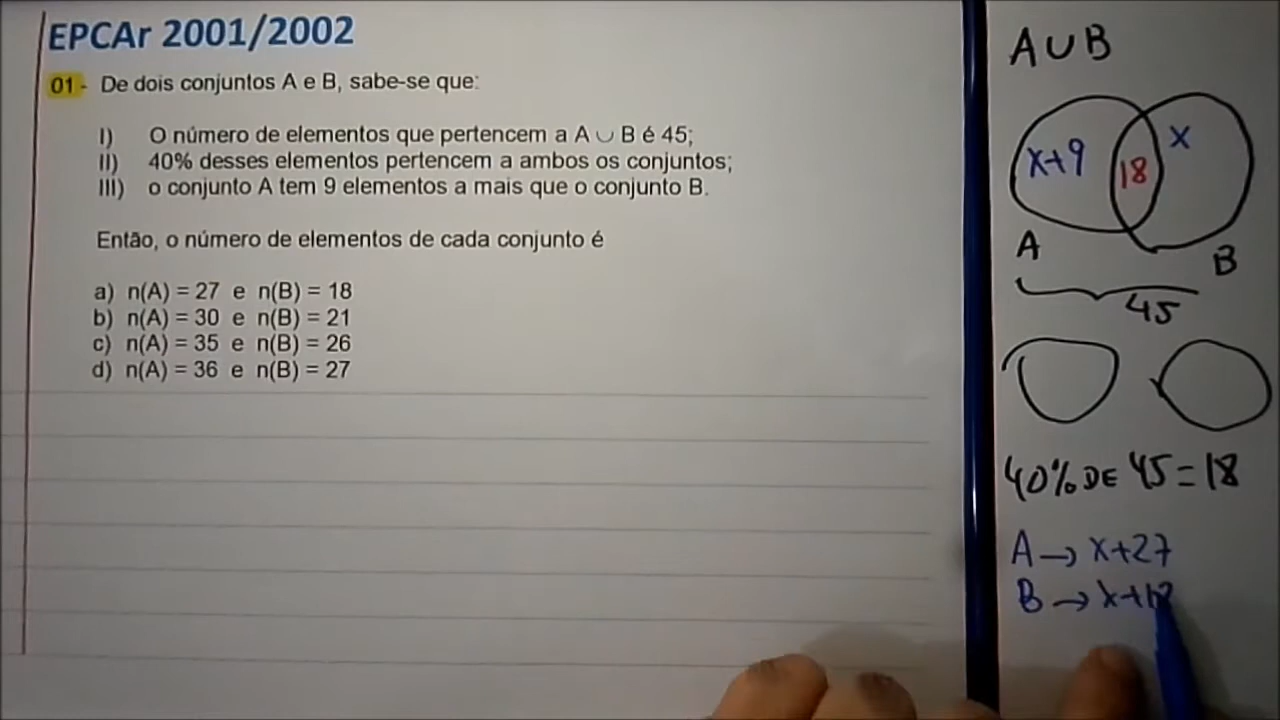 EPCAr 2001/2002
01 - De dois conjuntos A e B, sabe-se que:
I) O número de elementos que pertencem a A ∪ B é 45;
II) 40% desses elementos pertencem a ambos os conjuntos;
III) o conjunto A tem 9 elementos a mais que o conjunto B.
Então, o número de elementos de cada conjunto é
a) n(A) = 27 e n(B) = 18
b) n(A) = 30 e n(B) = 21
c) n(A) = 35 e n(B) = 26
d) n(A) = 36 e n(B) = 27
A ∪ B
x+9 18 x
A B
45
40% DE 45 = 18
A → x+27
B → x+18